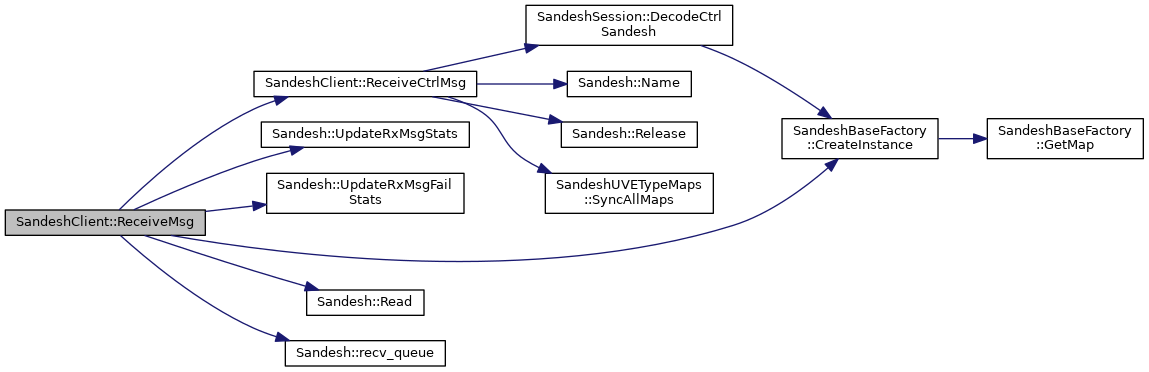 SandeshSession::DecodeCtrl
Sandesh
SandeshClient::ReceiveCtrlMsg
Sandesh::Name
Sandesh::UpdateRxMsgStats
Sandesh::Release
SandeshBaseFactory
::CreateInstance
SandeshBaseFactory
::GetMap
Sandesh::UpdateRxMsgFail
Stats
SandeshUVETypeMaps
::SyncAllMaps
SandeshClient::ReceiveMsg
Sandesh::Read
Sandesh::recv_queue